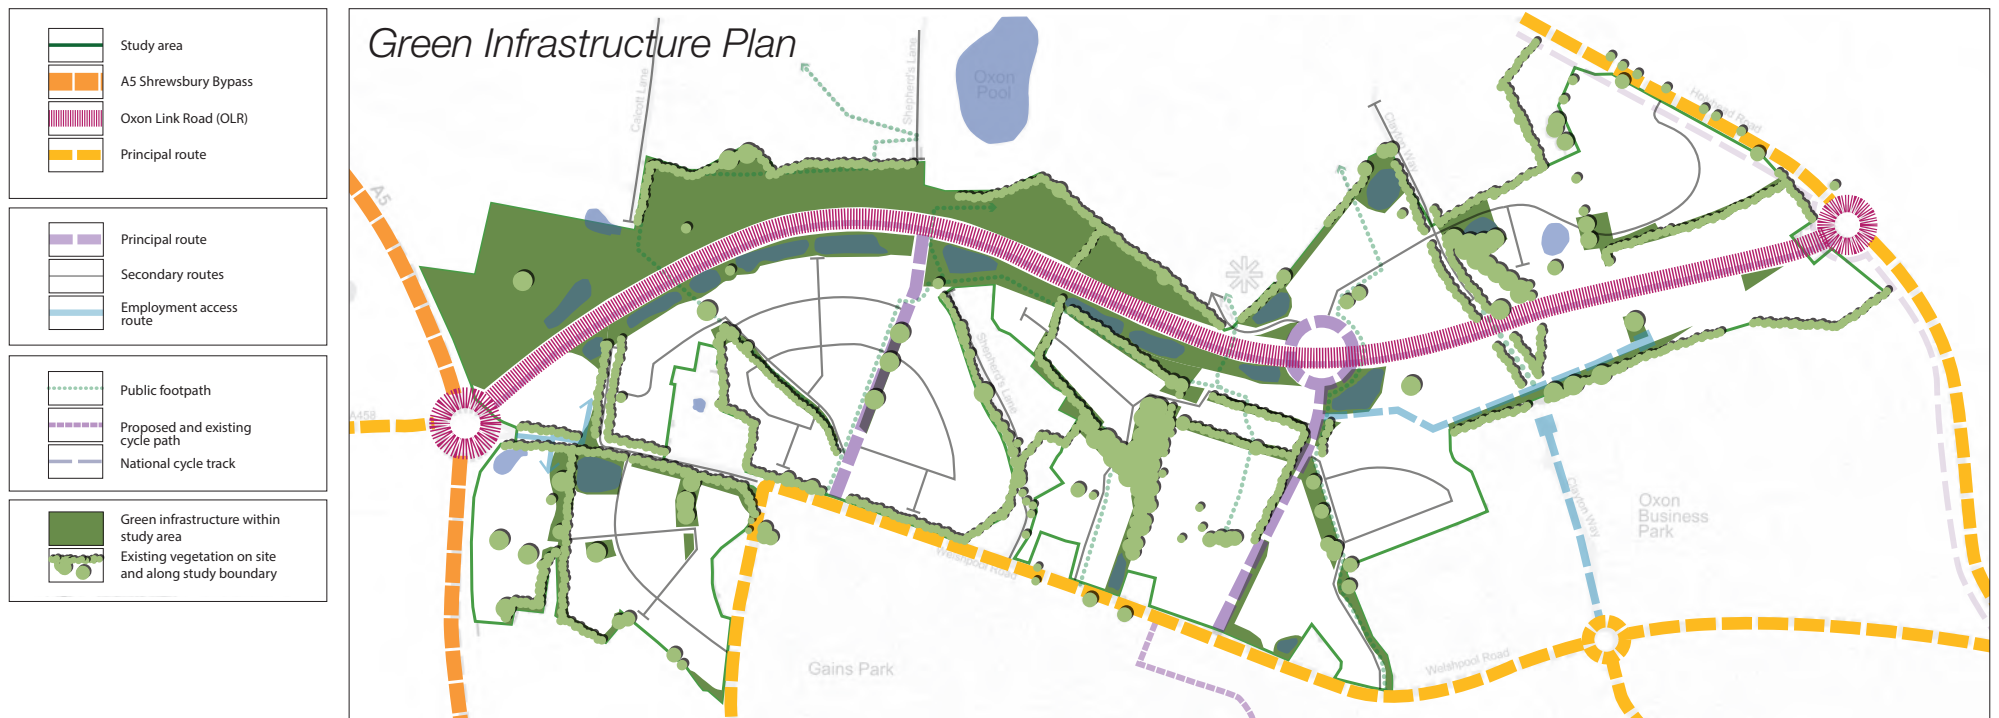 Green Infrastructure Plan
Study area
A5 Shrewsbury Bypass
Oxon Link Road (OLR)
Principal route
Principal route
Secondary routes
Employment access
route
Public footpath
Proposed and existing
cycle path
National cycle track
Green infrastructure within
study area
Existing vegetation on site
and along study boundary
A5
A458
Calcott Lane
Shepherd's Lane
Oxon
Pool
Clayton Way
Holyhead Road
Shepherd's Lane
Welshpool Road
Gains Park
Clayton Way
Oxon
Business
Park
Welshpool Road